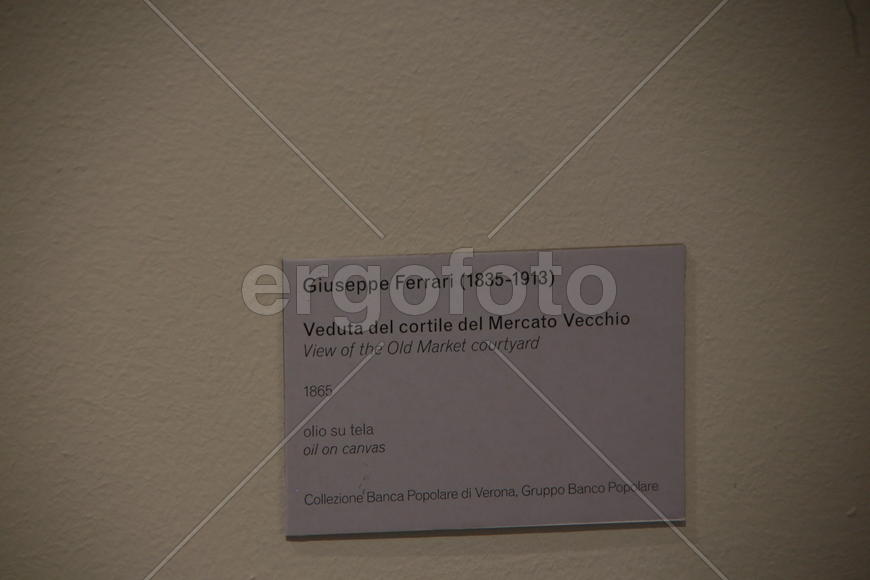 ergofoto
Giuseppe Ferrari (1835-1913)
Veduta del cortile del Mercato Vecchio
View of the Old Market courtyard
1865
olio su tela
oil on canvas
Collezione Banca Popolare di Verona, Gruppo Banco Popolare